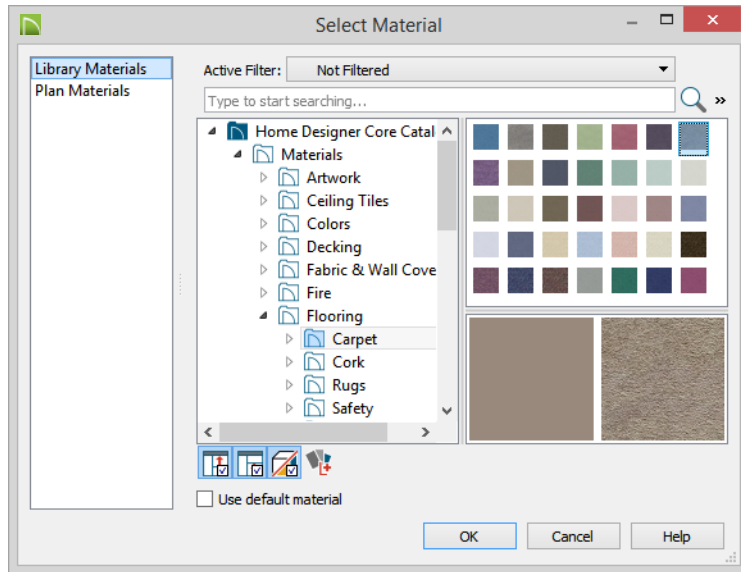 Select Material
Library Materials
Plan Materials
Active Filter: Not Filtered
Type to start searching...
»
Home Designer Core Catal
Materials
Artwork
Ceiling Tiles
Colors
Decking
Fabric & Wall Cove
Fire
Flooring
Carpet
Cork
Rugs
Safety
Use default material
OK Cancel Help